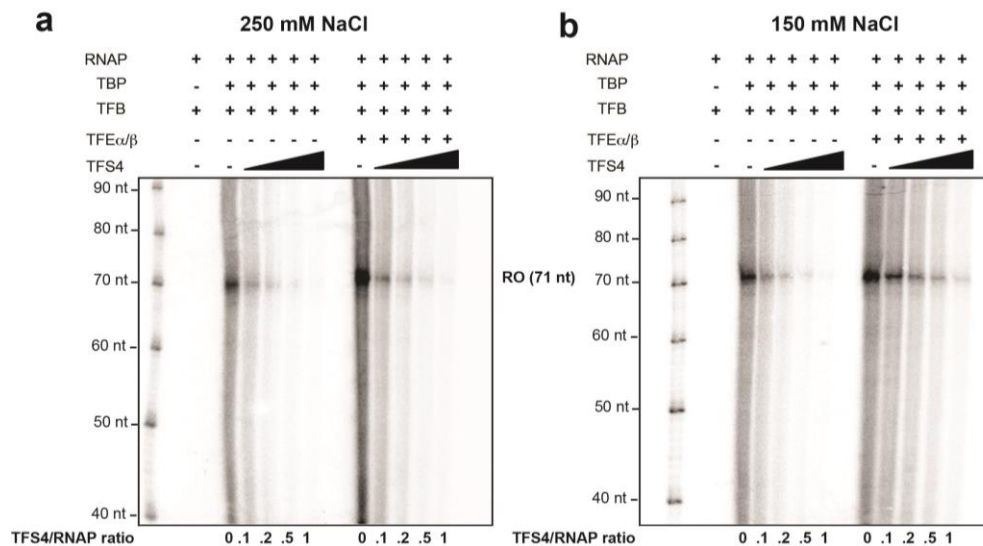 a
250 mM NaCl
RNAP + + + + + + + + + + +
TBP - + + + + + + + + + +
TFB + + + + + + + + + + +
TFEα/β - - - - - - + + + + +
TFS4 - - -
90 nt
80 nt
70 nt
60 nt
50 nt
40 nt
TFS4/RNAP ratio 0 .1 .2 .5 1 0 .1 .2 .5 1
RO (71 nt)
b
150 mM NaCl
RNAP + + + + + + + + + + +
TBP - + + + + + + + + + +
TFB + + + + + + + + + + +
TFEα/β - - - - - - + + + + +
TFS4 - - -
90 nt
80 nt
70 nt
60 nt
50 nt
40 nt
TFS4/RNAP ratio 0 .1 .2 .5 1 0 .1 .2 .5 1